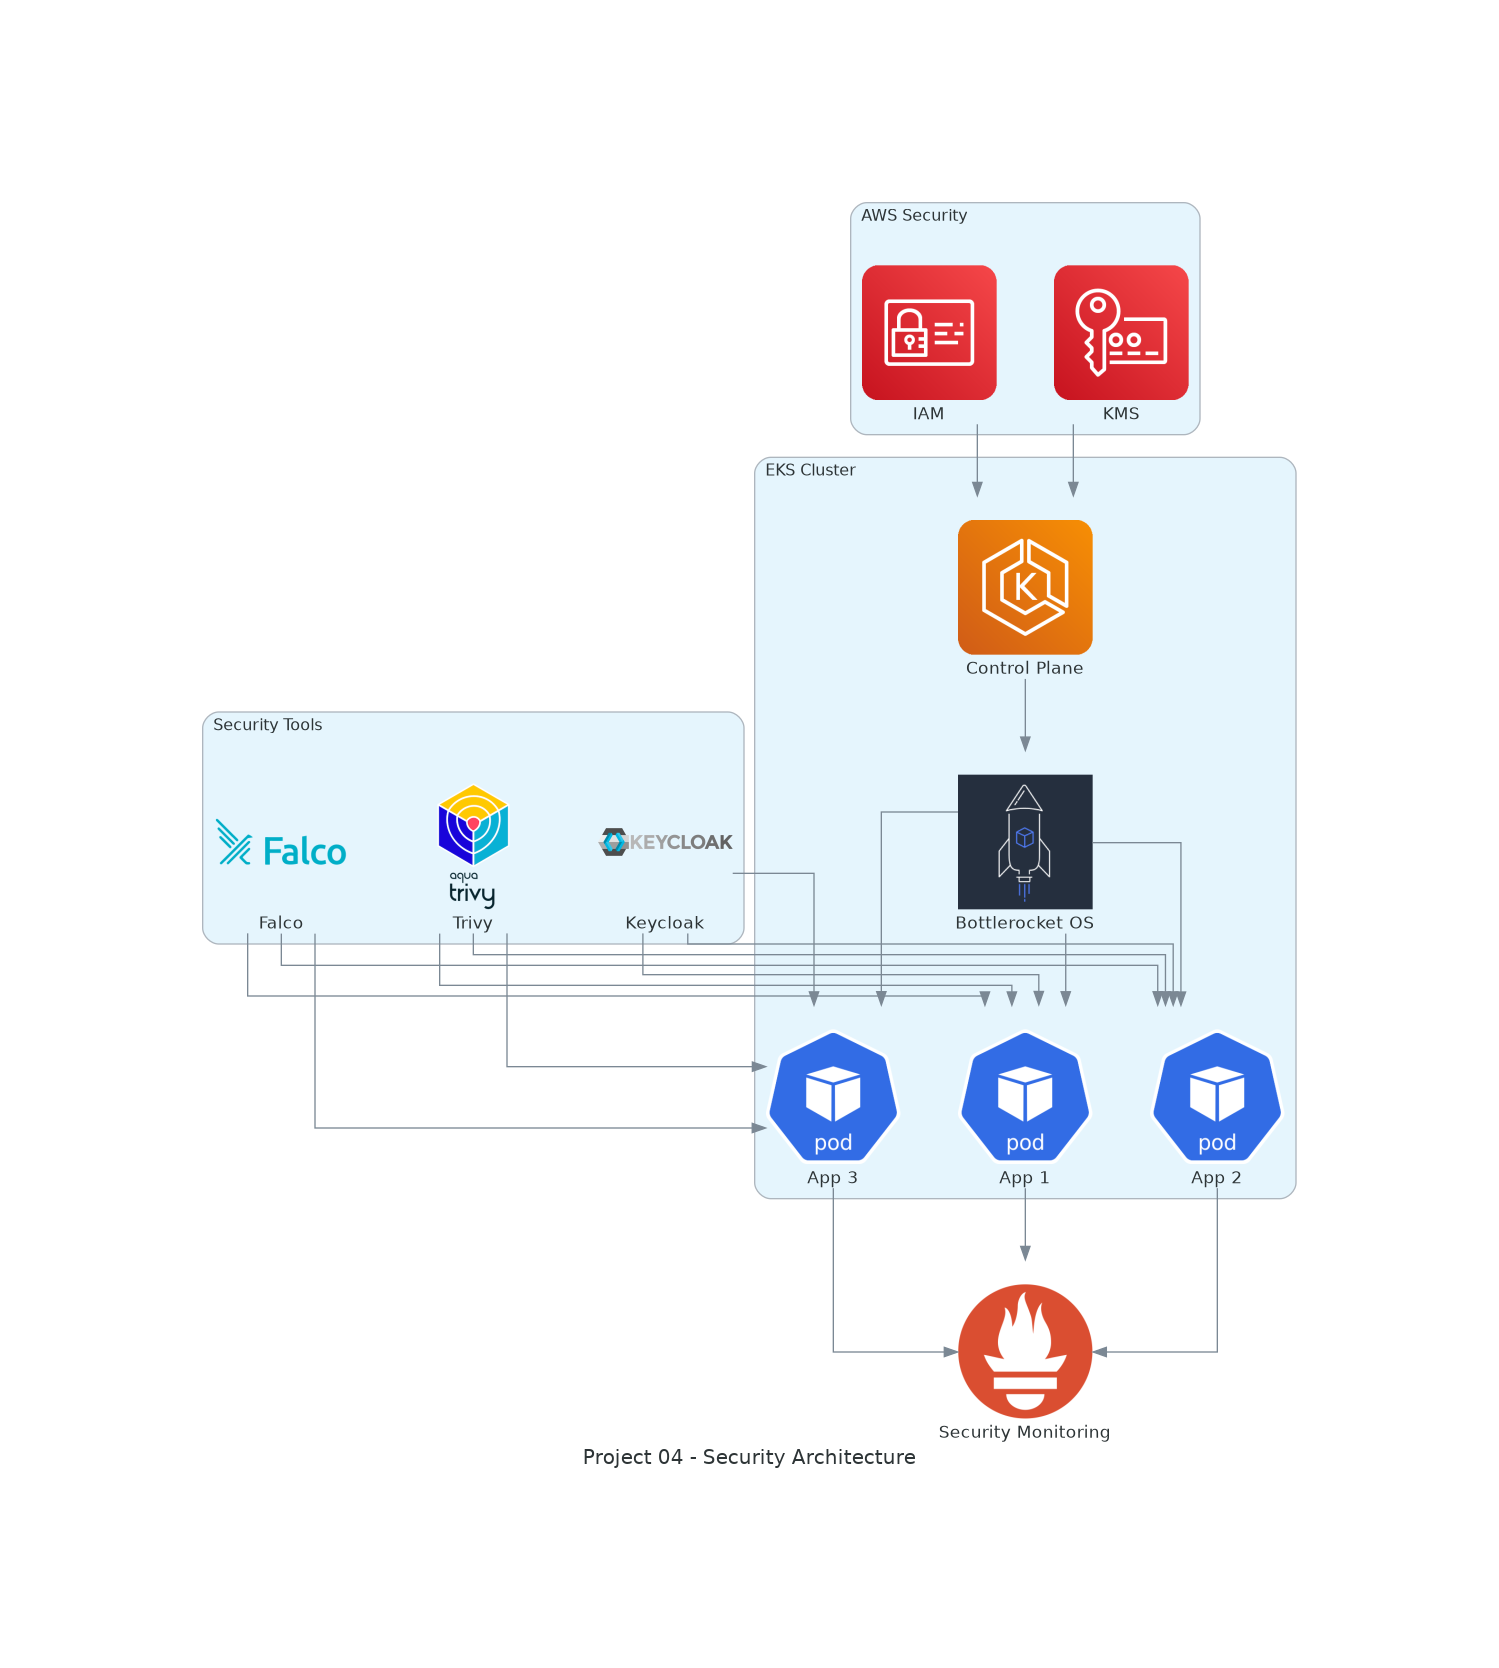 AWS Security
IAM
KMS
EKS Cluster
K
Control Plane
Security Tools
Falco
aqua
trivy
KEYCLOAK
Falco
Trivy
Keycloak
Bottlerocket OS
pod
pod
pod
App 3
App 1
App 2
Security Monitoring
Project 04 - Security Architecture